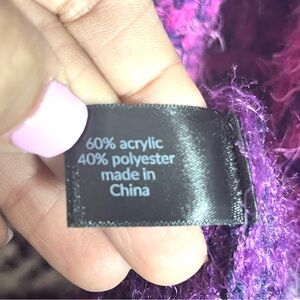 60% acrylic
40% polyester
made in
China